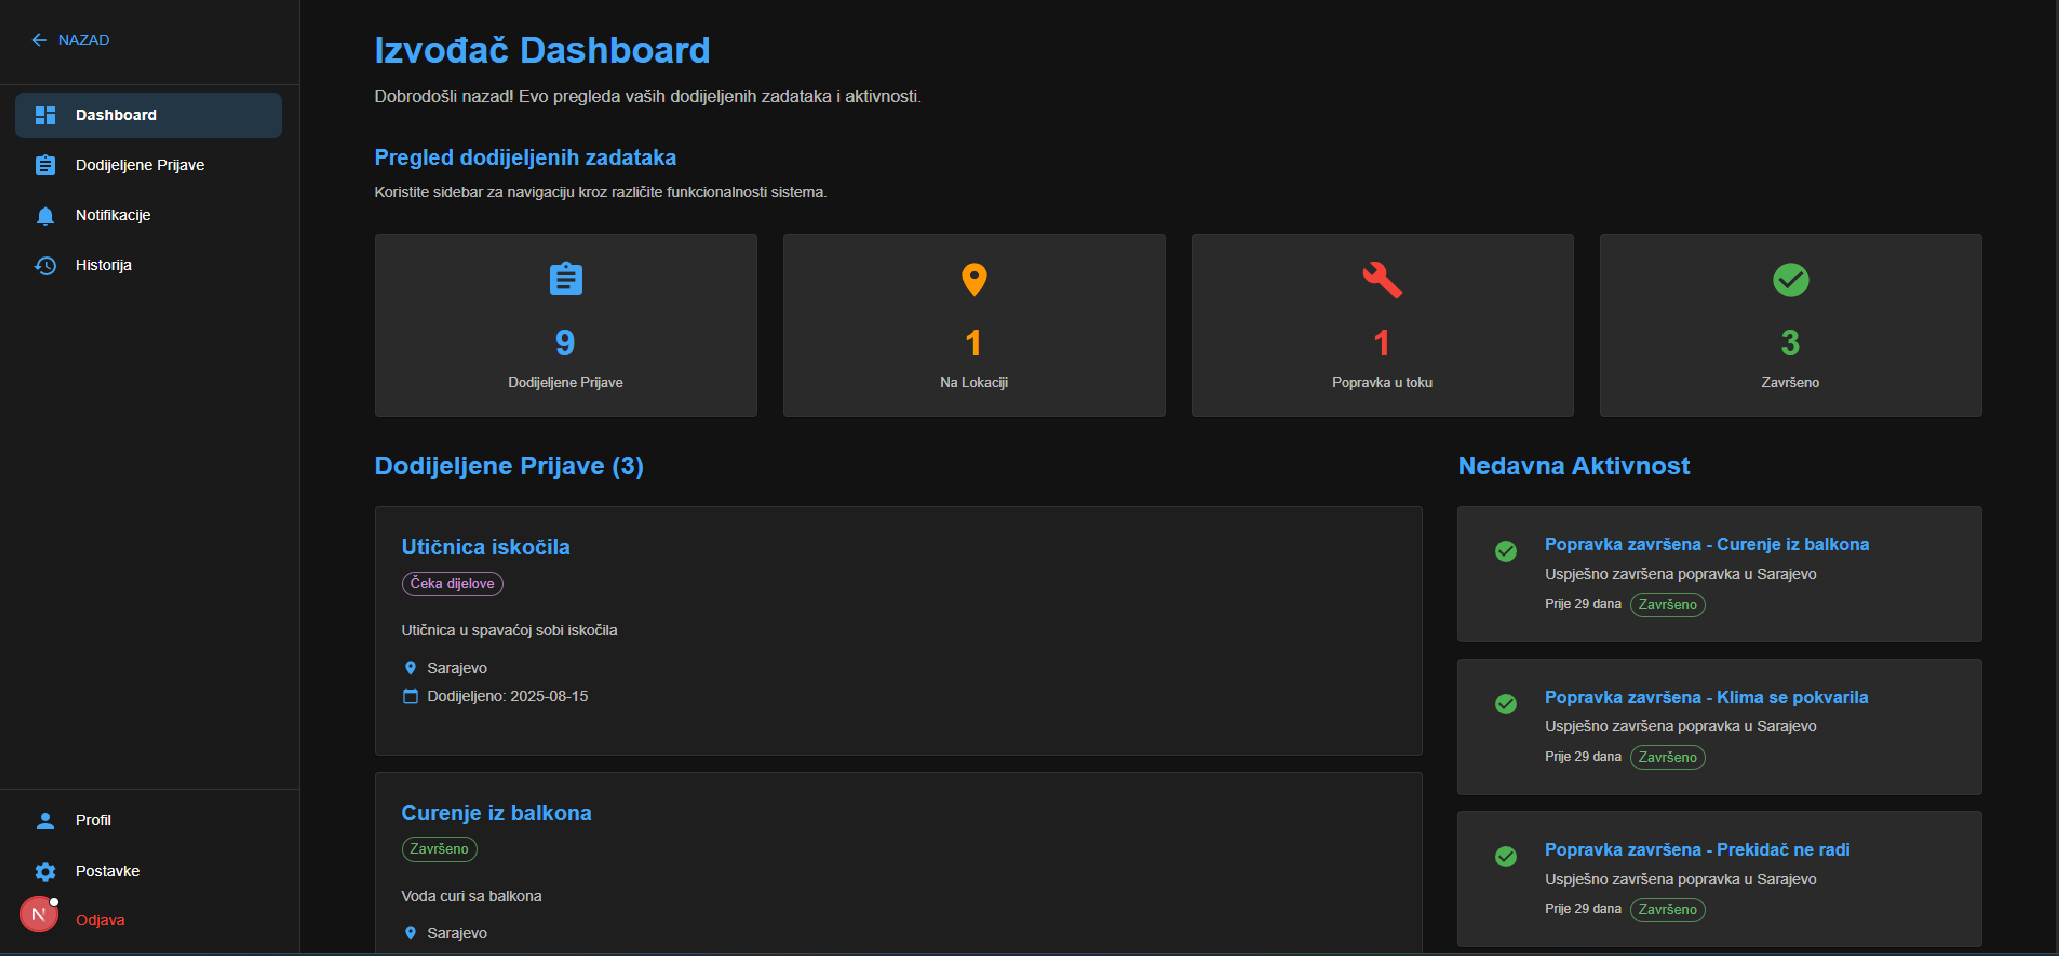 NAZAD
Dashboard
Dodijeljene Prijave
Notifikacije
Historija
Profil
Postavke
N
Odjava
Izvođač Dashboard
Dobrodošli nazad! Evo pregleda vaših dodijeljenih zadataka i aktivnosti.
Pregled dodijeljenih zadataka
Koristite sidebar za navigaciju kroz različite funkcionalnosti sistema.
9
Dodijeljene Prijave
1
Na Lokaciji
1
Popravka u toku
3
Završeno
Dodijeljene Prijave (3)
Utičnica iskočila
Čeka dijelove
Utičnica u spavaćoj sobi iskočila
Sarajevo
Dodijeljeno: 2025-08-15
Curenje iz balkona
Završeno
Voda curi sa balkona
Sarajevo
Nedavna Aktivnost
Popravka završena - Curenje iz balkona
Uspješno završena popravka u Sarajevo
Prije 29 dana Završeno
Popravka završena - Klima se pokvarila
Uspješno završena popravka u Sarajevo
Prije 29 dana Završeno
Popravka završena - Prekidač ne radi
Uspješno završena popravka u Sarajevo
Prije 29 dana Završeno